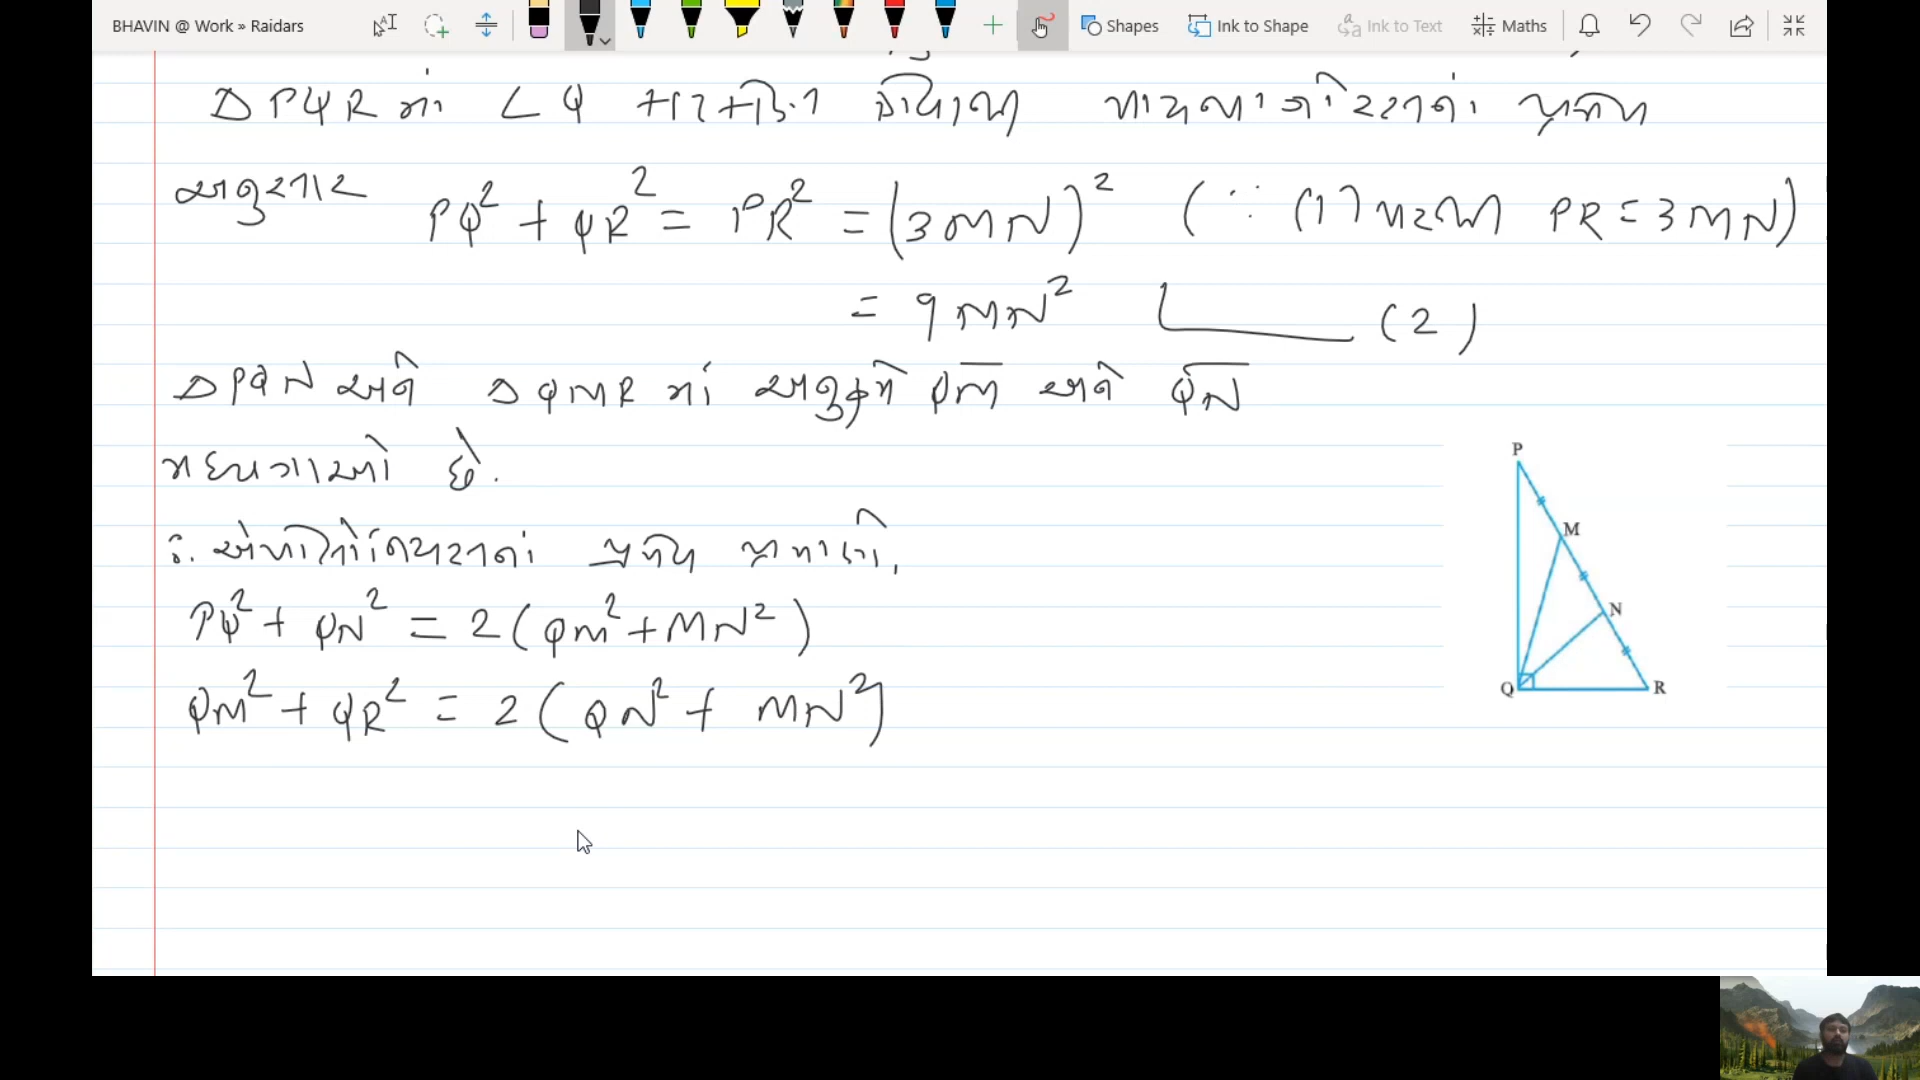 BHAVIN @ Work » Raidars
Shapes Ink to Shape Ink to Text Maths
Δ PQR માં ∠Q કાટખૂણો હોવાથી પાયથાગોરસના પ્રમેય
અનુસાર PQ² + QR² = PR² = (3MN)² (∵ (1) પરથી PR = 3MN)
= 9MN² (2)
Δ PQN અને Δ QMR માં અનુક્રમે QM અને QN
મધ્યગાઓ છે.
∴ એપોલોનિયસના પ્રમેય પ્રમાણે,
PQ² + QN² = 2(QM² + MN²)
QM² + QR² = 2(QN² + MN²)
P
M
N
Q R